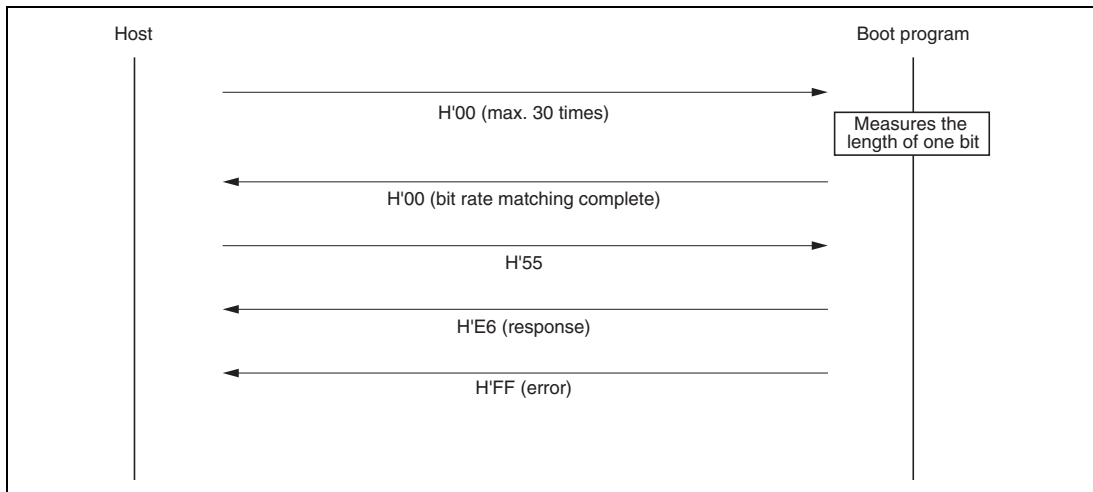 Host
Boot program
H'00 (max. 30 times)
Measures the
length of one bit
H'00 (bit rate matching complete)
H'55
H'E6 (response)
H'FF (error)